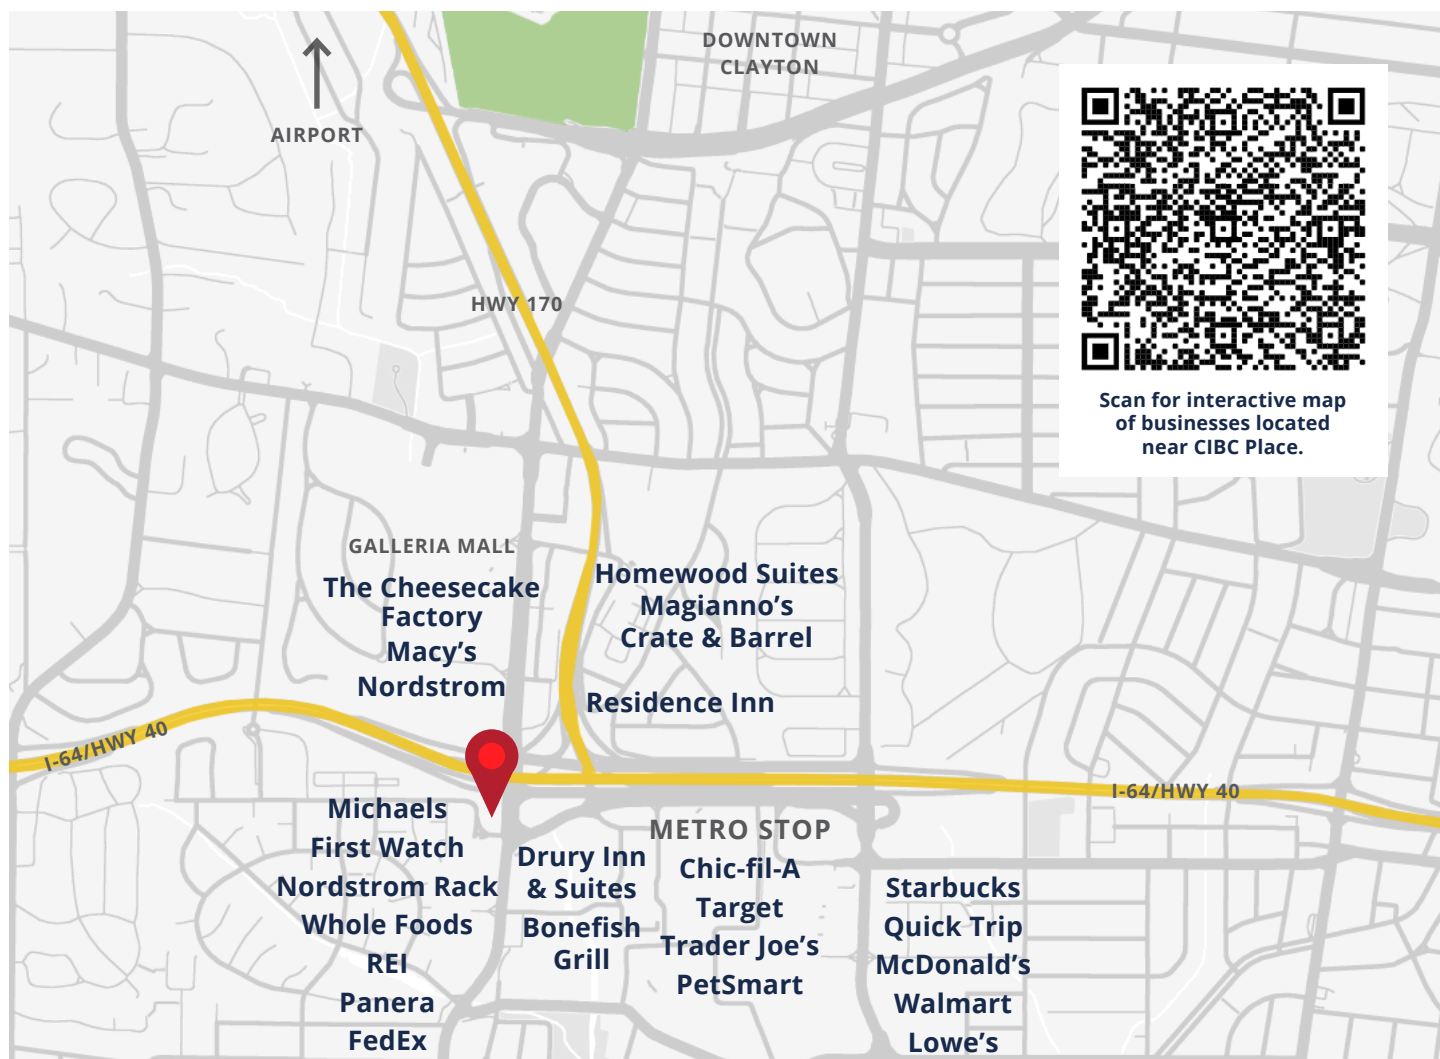 DOWNTOWN
CLAYTON
AIRPORT
HWY 170
Scan for interactive map
of businesses located
near CIBC Place.
GALLERIA MALL
The Cheesecake
Factory
Macy's
Nordstrom
Homewood Suites
Magianno's
Crate & Barrel
Residence Inn
I-64/HWY 40
I-64/HWY 40
Michaels
First Watch
Nordstrom Rack
Whole Foods
REI
Panera
FedEx
Drury Inn
& Suites
Bonefish
Grill
METRO STOP
Chic-fil-A
Target
Trader Joe's
PetSmart
Starbucks
Quick Trip
McDonald's
Walmart
Lowe's